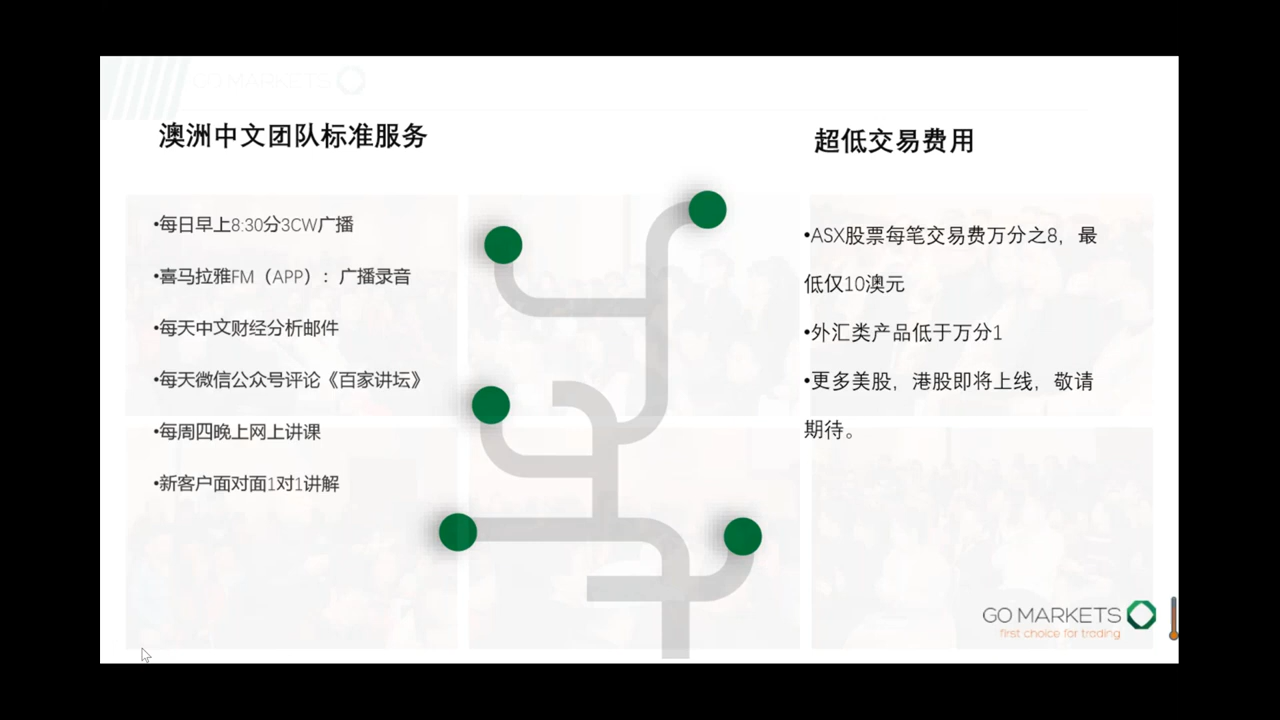 GO MARKETS
澳洲中文团队标准服务
•每日早上8:30分3CW广播
•喜马拉雅FM（APP）：广播录音
•每天中文财经分析邮件
•每天微信公众号评论《百家讲坛》
•每周四晚上网上讲课
•新客户面对面1对1讲解
超低交易费用
•ASX股票每笔交易费万分之8，最
低仅10澳元
•外汇类产品低于万分1
•更多美股，港股即将上线，敬请
期待。
GO MARKETS
first choice for trading